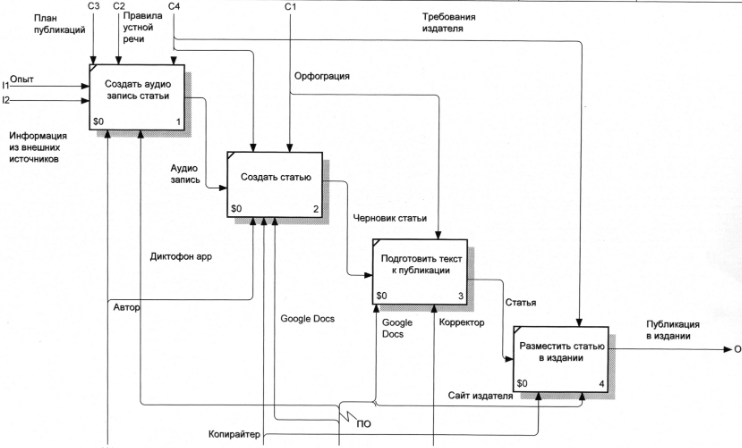 C3
C2
C4
C1
План
публикаций
Правила
устной
речи
Требования
издателя
I1
Опыт
I2
Создать аудио
запись статьи
$0
1
Орфограция
Информация
из внешних
источников
Аудио
запись
Создать статью
$0
2
Черновик статьи
Диктофон app
Подготовить текст
к публикации
$0
3
Автор
Google Docs
Google
Docs
Корректор
Статья
Публикация
в издании
Разместить статью
в издании
$0
4
O
Сайт издателя
ПО
Копирайтер